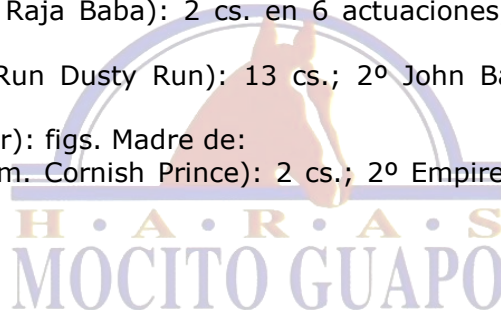 Raja Baba): 2 cs. en 6 actuaciones
Run Dusty Run): 13 cs.; 2º John Ba
r): figs. Madre de:
m. Cornish Prince): 2 cs.; 2º Empire
H • A • R • A • S
MOCITO GUAPO